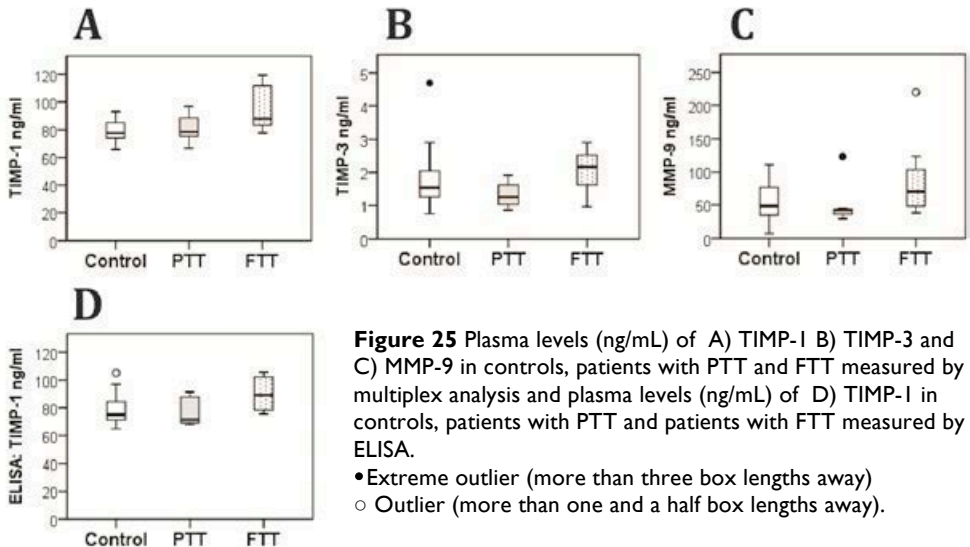 A
TIMP-1 ng/ml
120
100
80
60
40
20
0
Control PTT FTT
B
TIMP-3 ng/ml
5
4
3
2
1
0
Control PTT FTT
C
MMP-9 ng/ml
250
200
150
100
50
0
Control PTT FTT
D
ELISA: TIMP-1 ng/ml
120
100
80
60
40
20
0
Control PTT FTT
Figure 25 Plasma levels (ng/mL) of A) TIMP-1 B) TIMP-3 and
C) MMP-9 in controls, patients with PTT and FTT measured by
multiplex analysis and plasma levels (ng/mL) of D) TIMP-1 in
controls, patients with PTT and patients with FTT measured by
ELISA.
•Extreme outlier (more than three box lengths away)
○ Outlier (more than one and a half box lengths away).